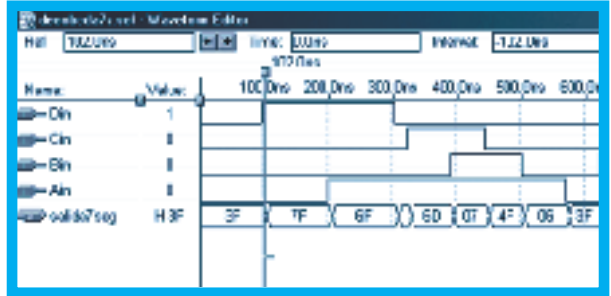 Waveform Editor
Ref: 102.0ns Time: 0.0ns Interval: -102.0ns
102.0ns
Name: Value: 100.0ns 200.0ns 300.0ns 400.0ns 500.0ns 600.0n
Din 1
Cin 0
Bin 0
Ain 0
salida7seg H 3F 3F 7F 6F 6D 07 4F 06 3F